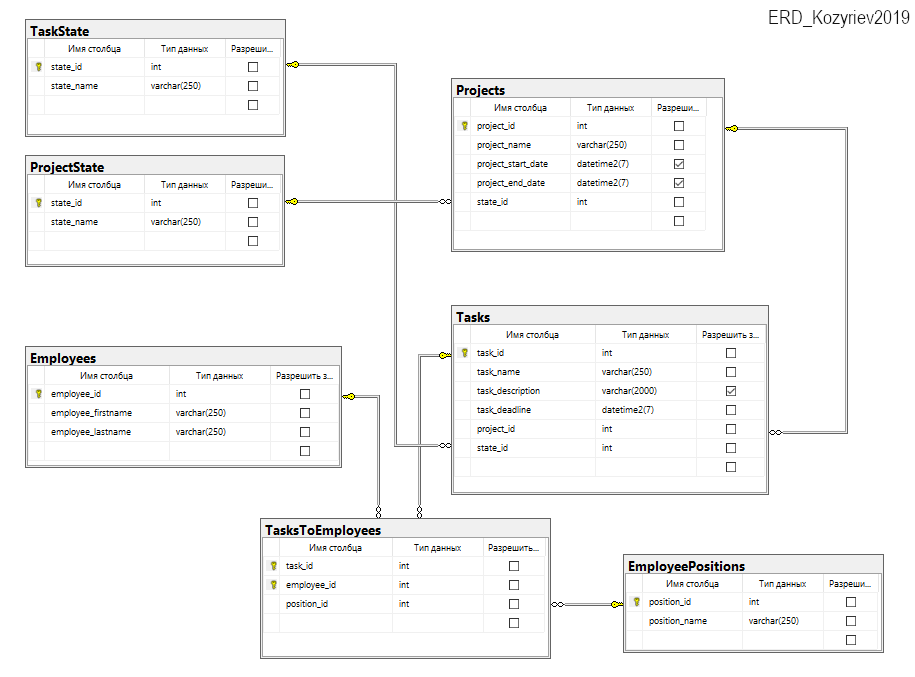 ERD_Kozyriev2019
TaskState
Имя столбца Тип данных Разреши...
state_id int
state_name varchar(250)
ProjectState
Имя столбца Тип данных Разреши...
state_id int
state_name varchar(250)
Projects
Имя столбца Тип данных Разреши...
project_id int
project_name varchar(250)
project_start_date datetime2(7)
project_end_date datetime2(7)
state_id int
Employees
Имя столбца Тип данных Разрешить з...
employee_id int
employee_firstname varchar(250)
employee_lastname varchar(250)
Tasks
Имя столбца Тип данных Разрешить з...
task_id int
task_name varchar(250)
task_description varchar(2000)
task_deadline datetime2(7)
project_id int
state_id int
TasksToEmployees
Имя столбца Тип данных Разрешить...
task_id int
employee_id int
position_id int
EmployeePositions
Имя столбца Тип данных Разреши...
position_id int
position_name varchar(250)